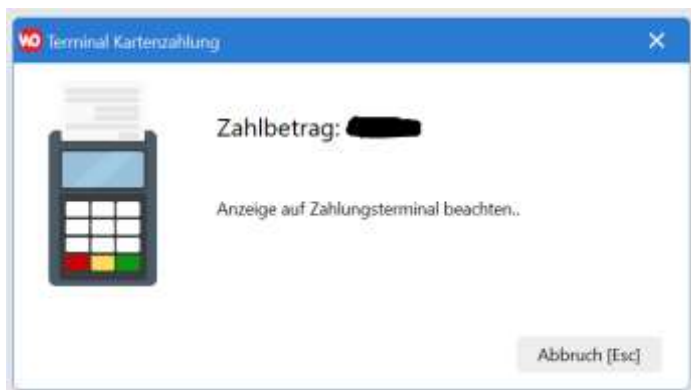 WO Terminal Kartenzahlung
Zahlbetrag:
Anzeige auf Zahlungsterminal beachten..
Abbruch [Esc]